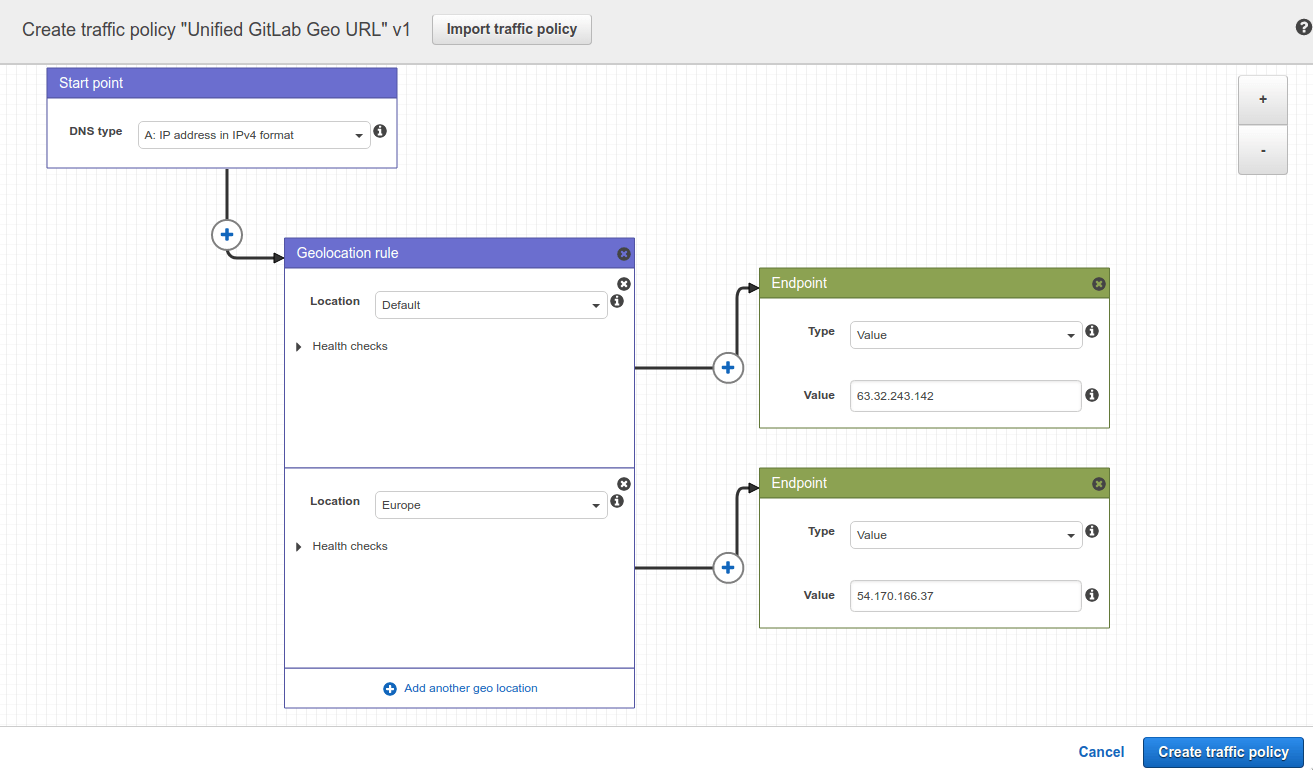 Create traffic policy "Unified GitLab Geo URL" v1
Import traffic policy
?
Start point
DNS type
A: IP address in IPv4 format
+
-
Geolocation rule
Location
Default
Health checks
Endpoint
Type
Value
Value
63.32.243.142
Location
Europe
Health checks
Endpoint
Type
Value
Value
54.170.166.37
Add another geo location
Cancel
Create traffic policy